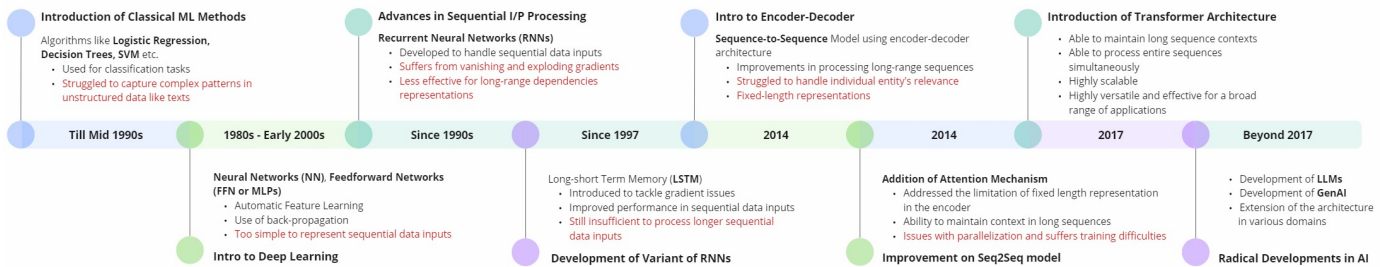 Introduction of Classical ML Methods
Algorithms like Logistic Regression,
Decision Trees, SVM etc.
• Used for classification tasks
• Struggled to capture complex patterns in
unstructured data like texts
Advances in Sequential I/P Processing
Recurrent Neural Networks (RNNs)
• Developed to handle sequential data inputs
• Suffers from vanishing and exploding gradients
• Less effective for long-range dependencies
representations
Intro to Encoder-Decoder
Sequence-to-Sequence Model using encoder-decoder
architecture
• Improvements in processing long-range sequences
• Struggled to handle individual entity's relevance
• Fixed-length representations
Introduction of Transformer Architecture
• Able to maintain long sequence contexts
• Able to process entire sequences
simultaneously
• Highly scalable
• Highly versatile and effective for a broad
range of applications
Till Mid 1990s
1980s - Early 2000s
Since 1990s
Since 1997
2014
2014
2017
Beyond 2017
Neural Networks (NN), Feedforward Networks
(FFN or MLPs)
• Automatic Feature Learning
• Use of back-propagation
• Too simple to represent sequential data inputs
Intro to Deep Learning
Long-short Term Memory (LSTM)
• Introduced to tackle gradient issues
• Improved performance in sequential data inputs
• Still insufficient to process longer sequential
data inputs
Development of Variant of RNNs
Addition of Attention Mechanism
• Addressed the limitation of fixed length representation
in the encoder
• Ability to maintain context in long sequences
• Issues with parallelization and suffers training difficulties
Improvement on Seq2Seq model
• Development of LLMs
• Development of GenAI
• Extension of the architecture
in various domains
Radical Developments in AI